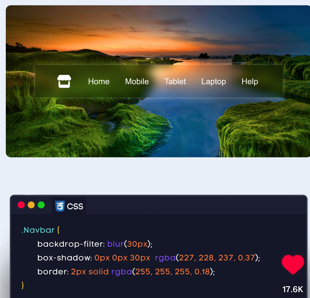 Home Mobile Tablet Laptop Help
CSS
.Navbar {
backdrop-filter: blur(30px);
box-shadow: 0px 0px 30px rgba(227, 228, 237, 0.37);
border: 2px solid rgba(255, 255, 255, 0.18);
}
17.6K